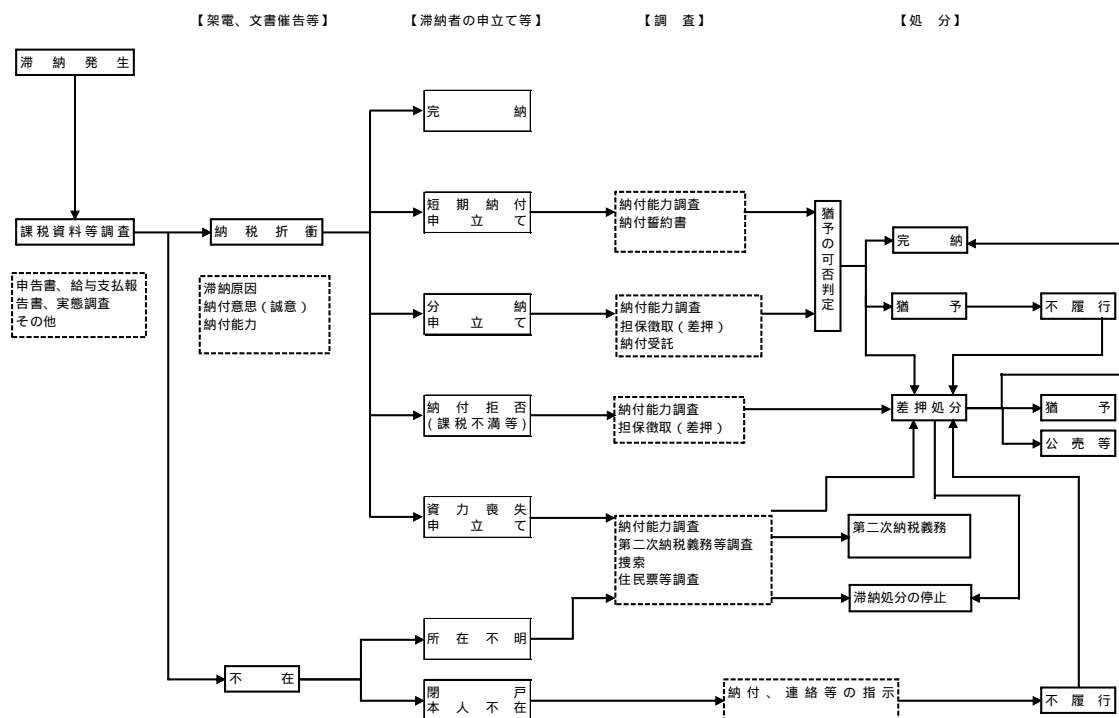 【架電、文書催告等】
【滞納者の申立て等】
【調 査】
【処 分】
滞納発生
課税資料等調査
申告書、給与支払報
告書、実態調査
その他
納税折衝
滞納原因
納付意思(誠意)
納付能力
不在
完納
短期納付
申立て
分納
申立て
納付拒否
(課税不満等)
資力喪失
申立て
所在不明
閉戸
本人不在
納付能力調査
納付誓約書
納付能力調査
担保徴取(差押)
納付受託
納付能力調査
担保徴取(差押)
納付能力調査
第二次納税義務等調査
捜索
住民票等調査
納付、連絡等の指示
猶予の可否判定
完納
猶予
不履行
差押処分
猶予
公売等
第二次納税義務
滞納処分の停止
不履行